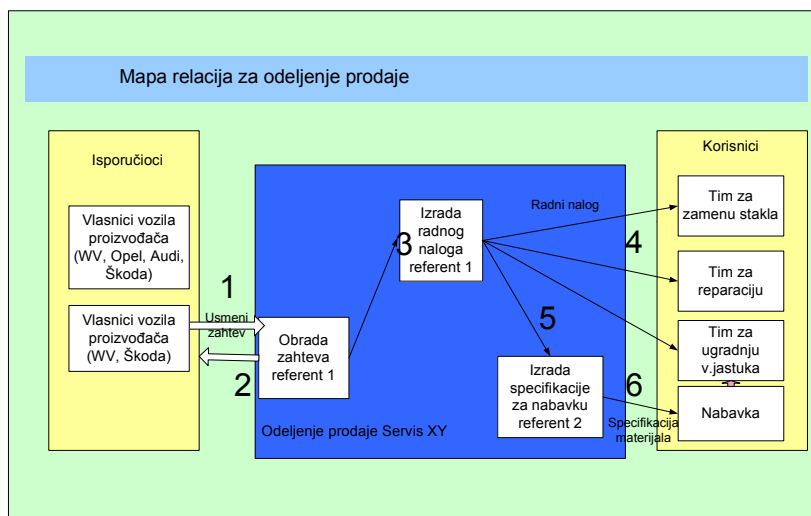 Mapa relacija za odeljenje prodaje
Isporučioci
Vlasnici vozila
proizvođača
(WV, Opel, Audi,
Škoda)
Vlasnici vozila
proizvođača
(WV, Škoda)
1
Usmeni
zahtev
2
Obrada
zahteva
referent 1
3
Izrada
radnog
naloga
referent 1
Radni nalog
4
5
Izrada
specifikacije
za nabavku
referent 2
6
Specifikacija
materijala
Odeljenje prodaje Servis XY
Korisnici
Tim za
zamenu stakla
Tim za
reparaciju
Tim za
ugradnju
v.jastuka
Nabavka